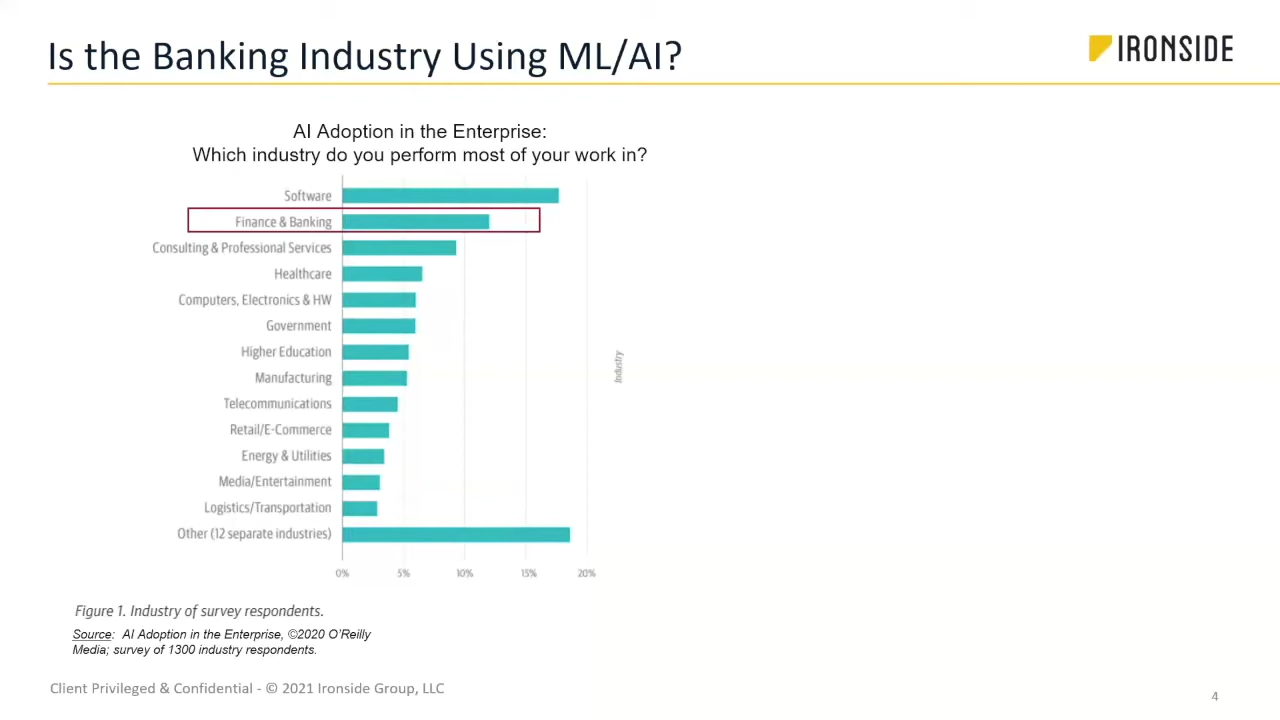 Is the Banking Industry Using ML/AI?
IRONSIDE
AI Adoption in the Enterprise:
Which industry do you perform most of your work in?
Software
Finance & Banking
Consulting & Professional Services
Healthcare
Computers, Electronics & HW
Government
Higher Education
Manufacturing
Telecommunications
Retail/E-Commerce
Energy & Utilities
Media/Entertainment
Logistics/Transportation
Other (12 separate industries)
0% 5% 10% 15% 20%
Industry
Figure 1. Industry of survey respondents.
Source: AI Adoption in the Enterprise, ©2020 O'Reilly
Media; survey of 1300 industry respondents.
Client Privileged & Confidential - © 2021 Ironside Group, LLC
4